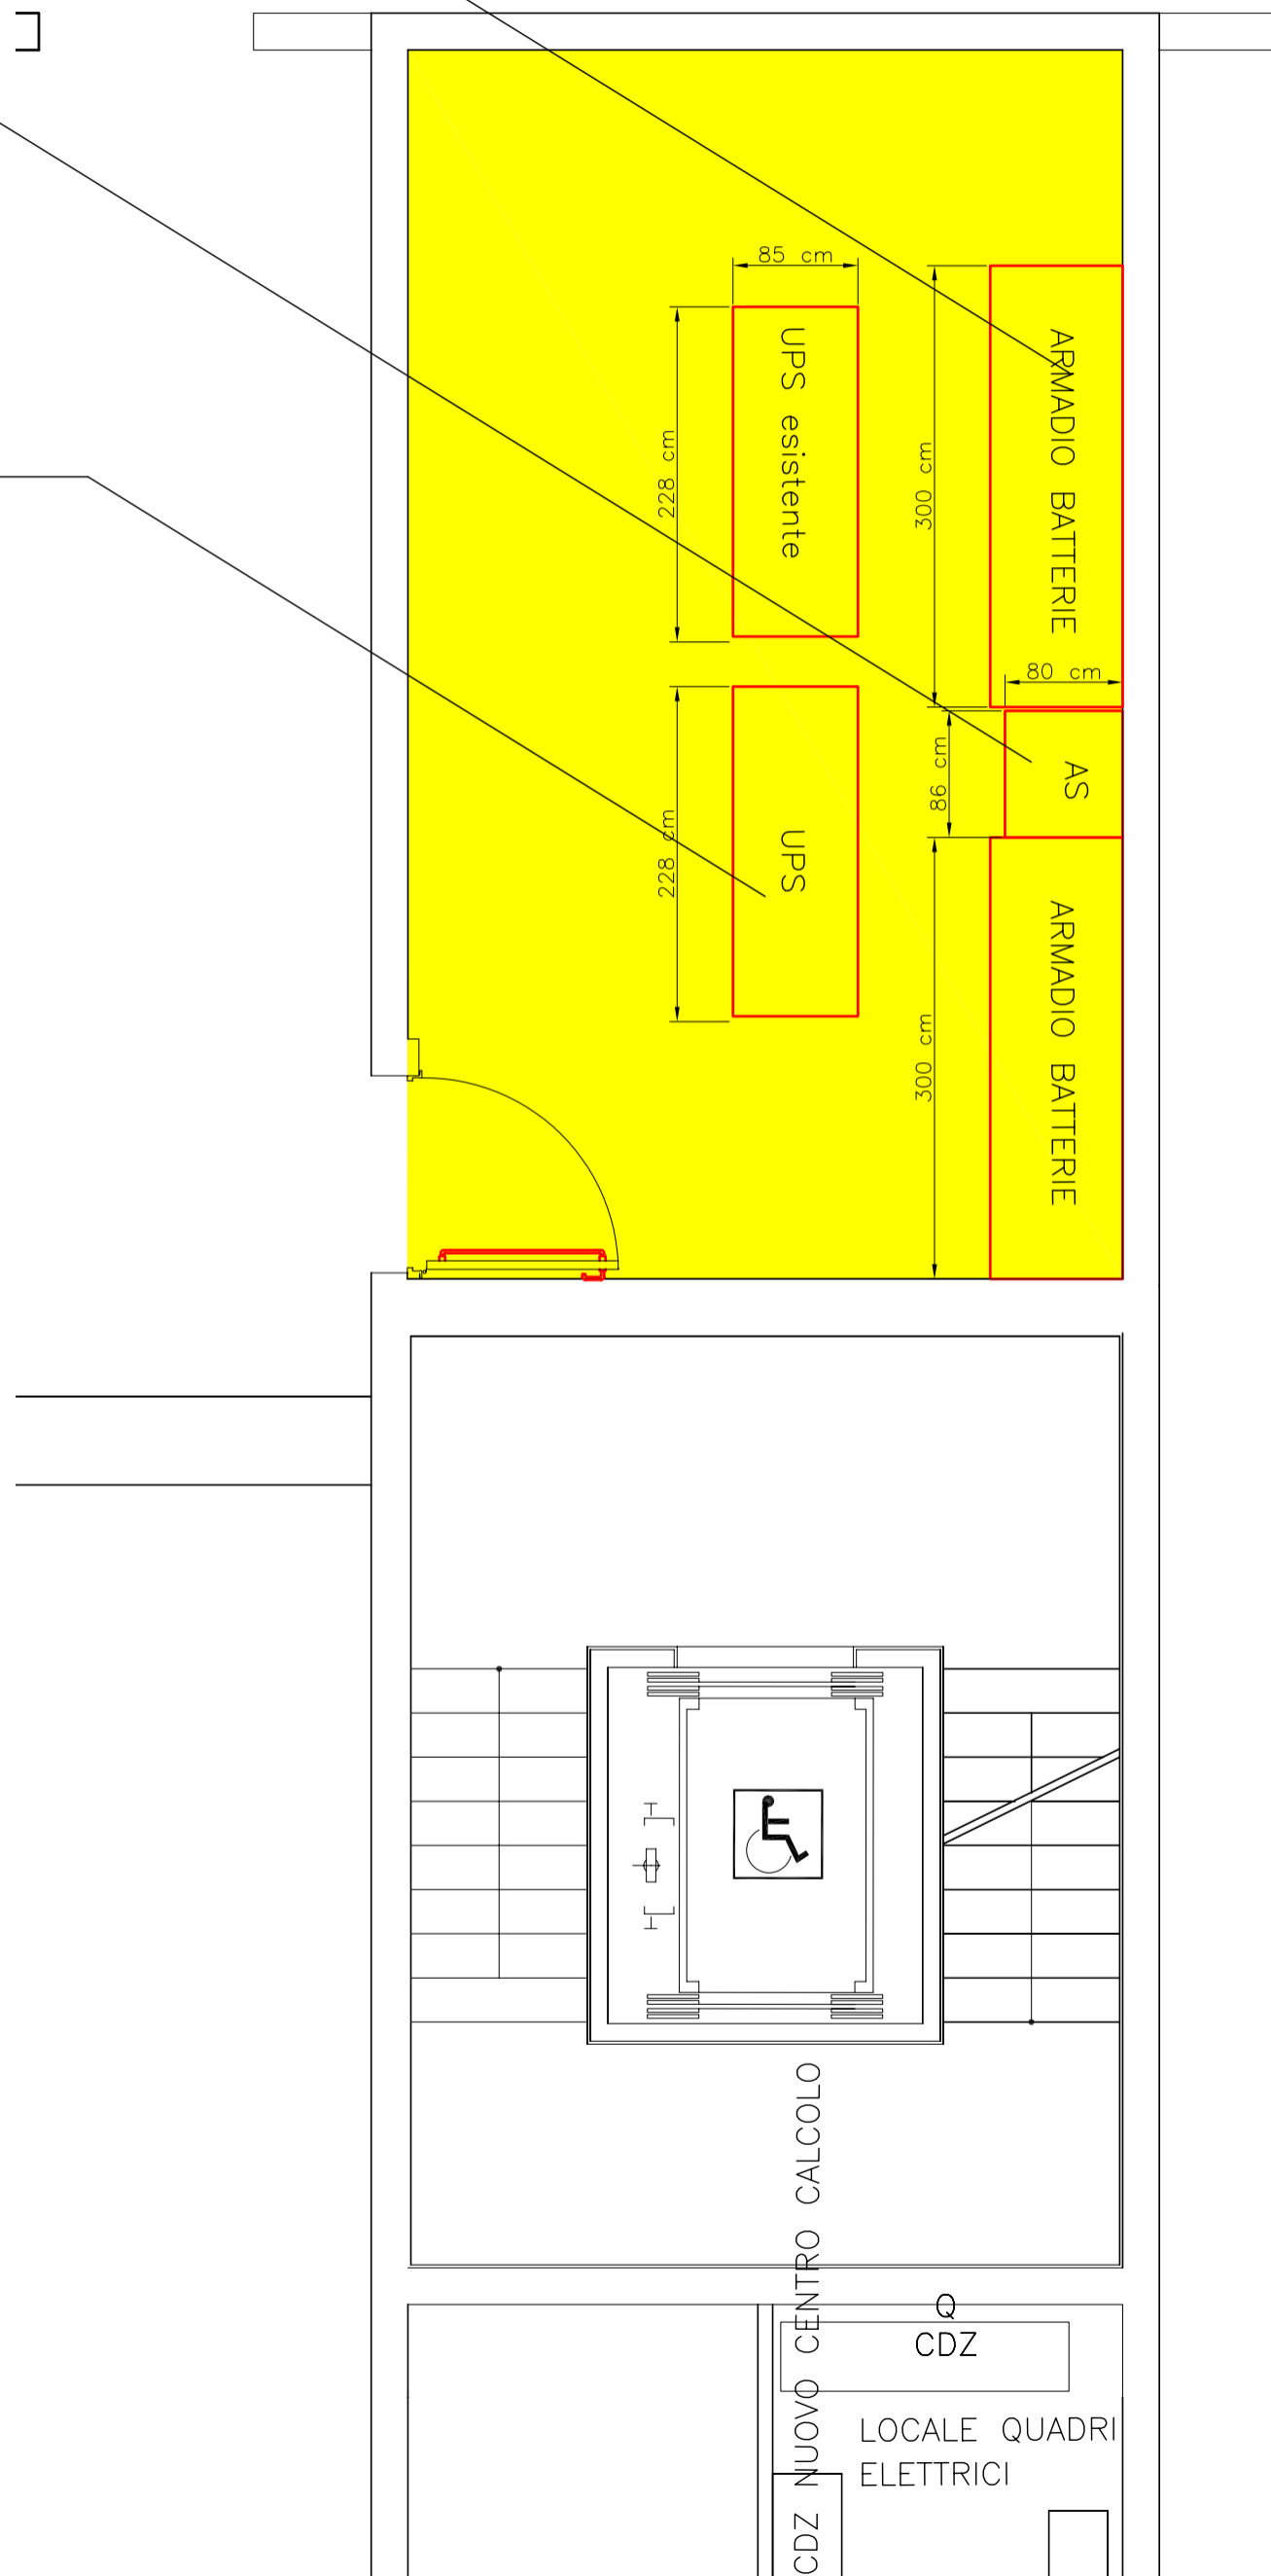 85 cm
UPS esistente
228 cm
300 cm
ARMADIO BATTERIE
80 cm
AS
86 cm
UPS
228 cm
300 cm
ARMADIO BATTERIE
CDZ NUOVO CENTRO CALCOLO
Q
CDZ
LOCALE QUADRI
ELETTRICI